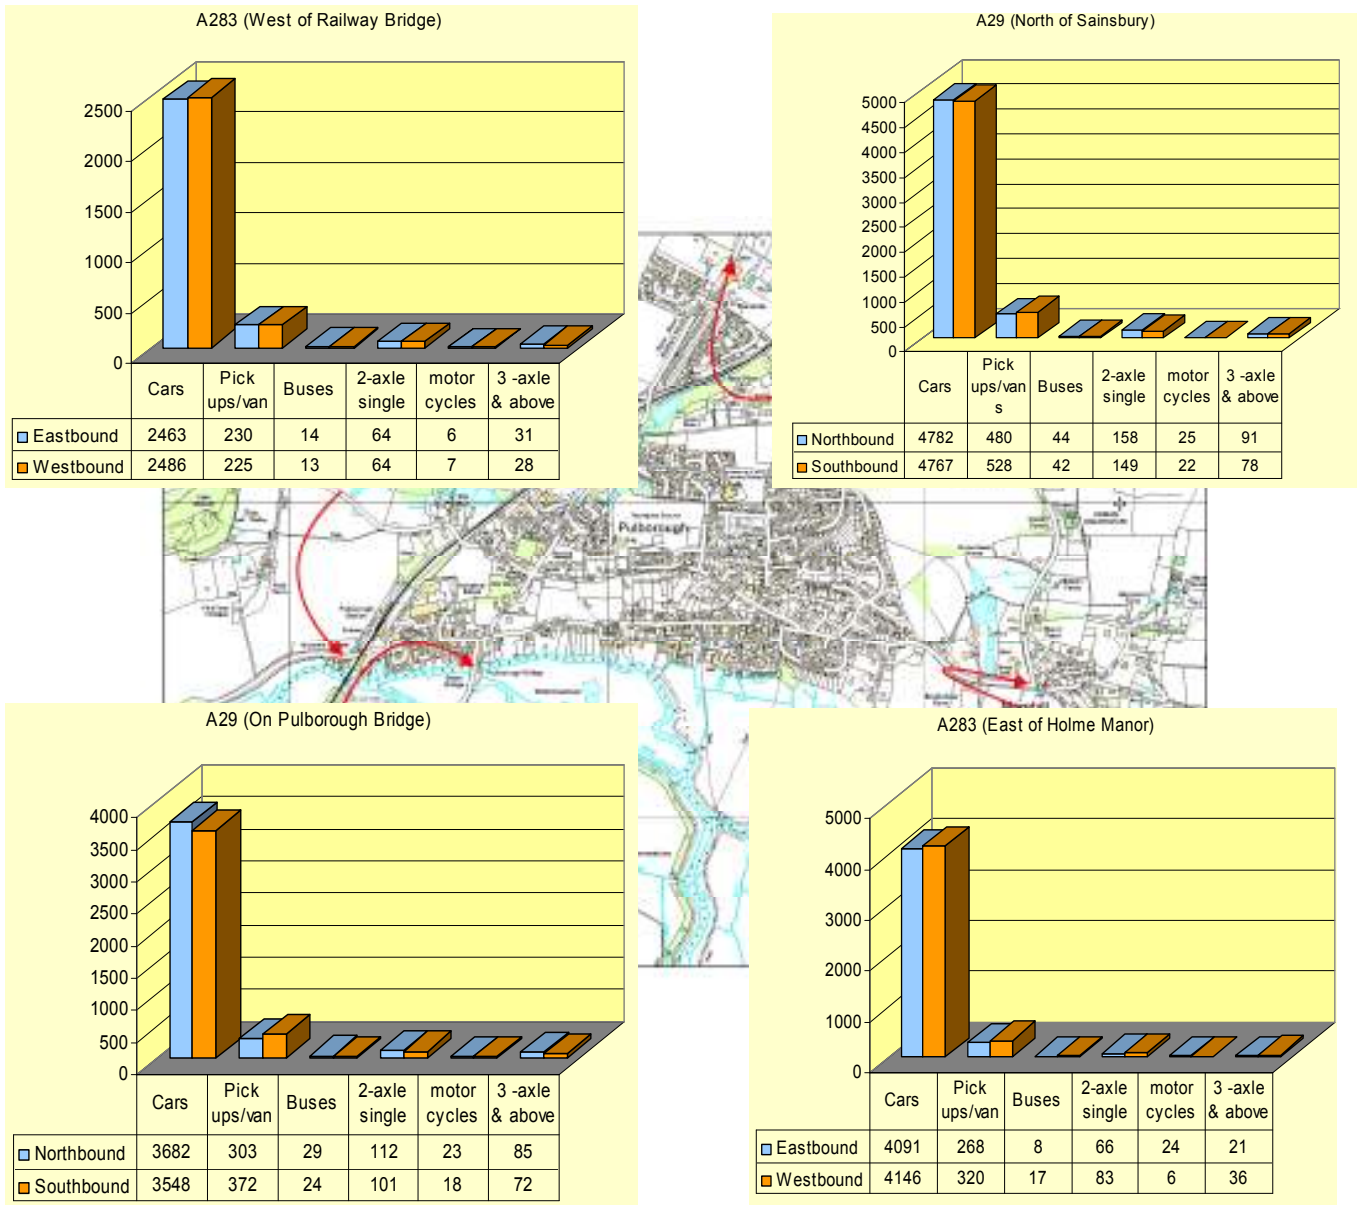 A283 (West of Railway Bridge)
2500
2000
1500
1000
500
0
Cars Pick ups/van Buses 2-axle single motor cycles 3 -axle & above
Eastbound 2463 230 14 64 6 31
Westbound 2486 225 13 64 7 28
A29 (North of Sainsbury)
5000
4500
4000
3500
3000
2500
2000
1500
1000
500
0
Cars Pick ups/van s Buses 2-axle single motor cycles 3 -axle & above
Northbound 4782 480 44 158 25 91
Southbound 4767 528 42 149 22 78
Pulborough
A29 (On Pulborough Bridge)
4000
3500
3000
2500
2000
1500
1000
500
0
Cars Pick ups/van Buses 2-axle single motor cycles 3 -axle & above
Northbound 3682 303 29 112 23 85
Southbound 3548 372 24 101 18 72
A283 (East of Holme Manor)
5000
4000
3000
2000
1000
0
Cars Pick ups/van Buses 2-axle single motor cycles 3 -axle & above
Eastbound 4091 268 8 66 24 21
Westbound 4146 320 17 83 6 36